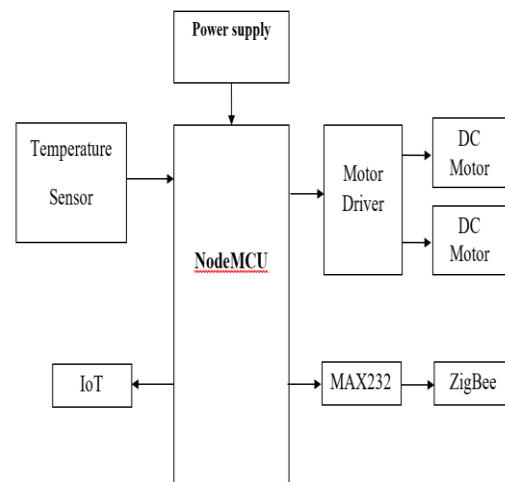 Power supply
Temperature
Sensor
NodeMCU
Motor
Driver
DC
Motor
DC
Motor
IoT
MAX232
ZigBee